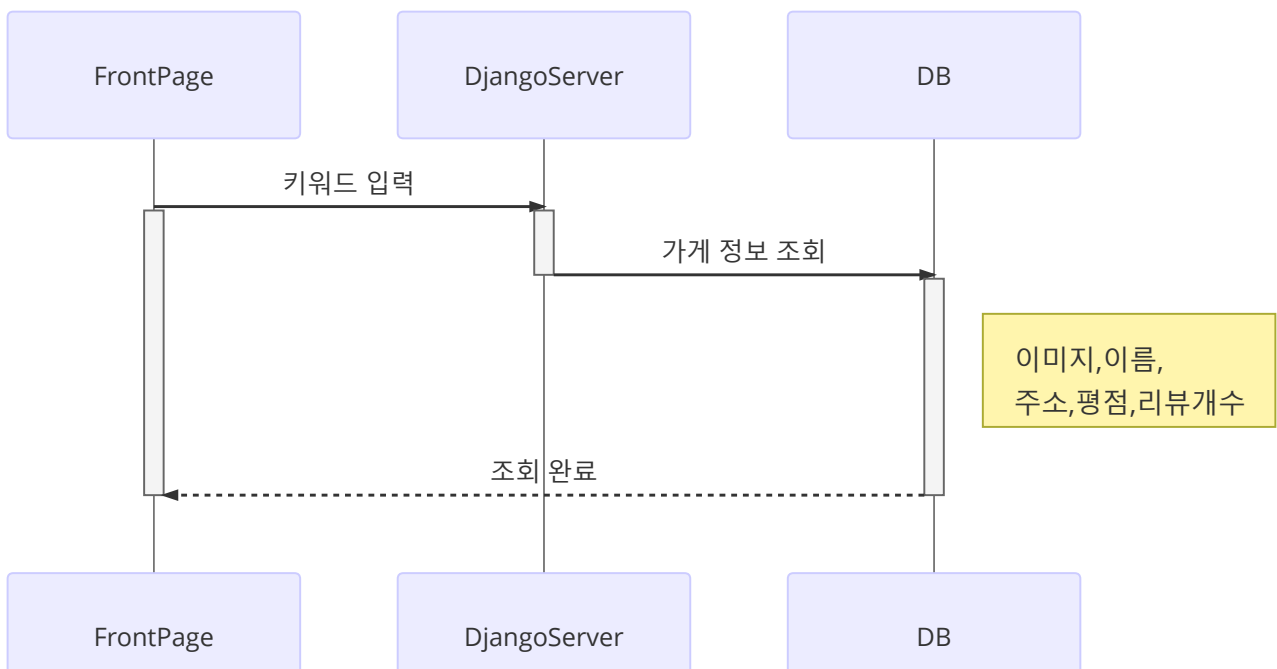 FrontPage
DjangoServer
DB
키워드 입력
가게 정보 조회
이미지,이름,
주소,평점,리뷰개수
조회 완료
FrontPage
DjangoServer
DB